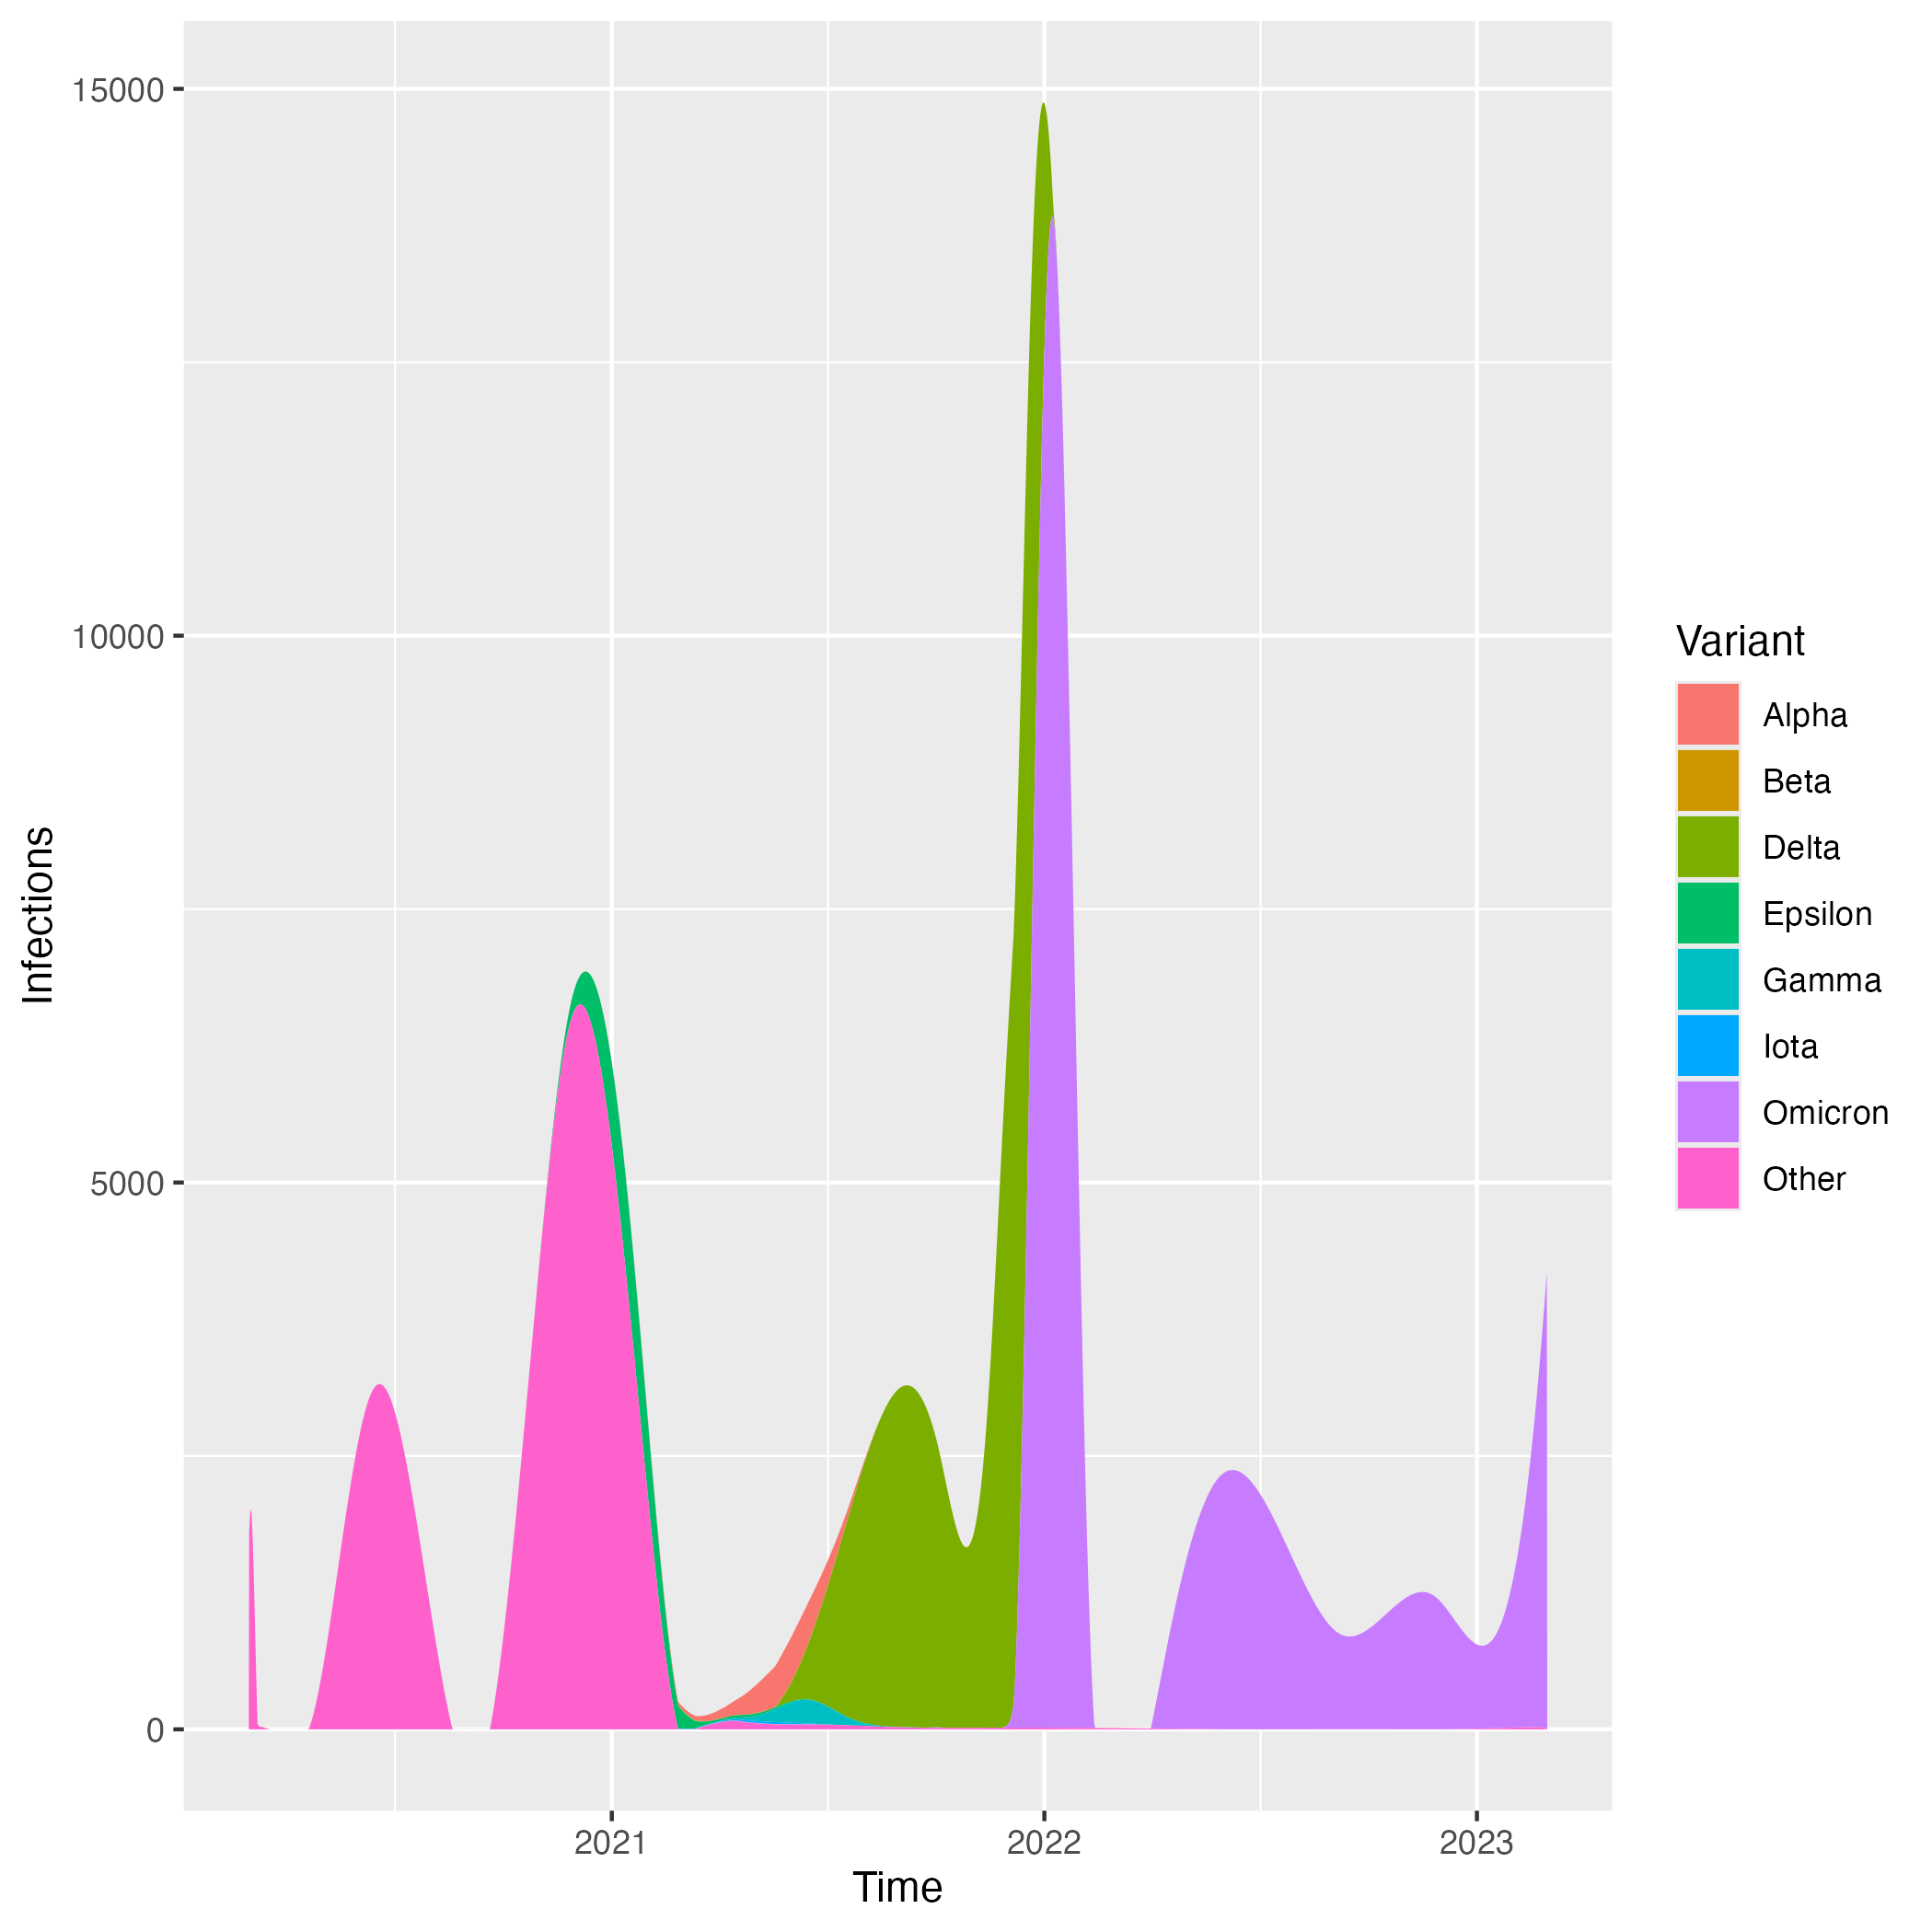 15000
10000
5000
0
Infections
2021
2022
2023
Time
Variant
Alpha
Beta
Delta
Epsilon
Gamma
Iota
Omicron
Other